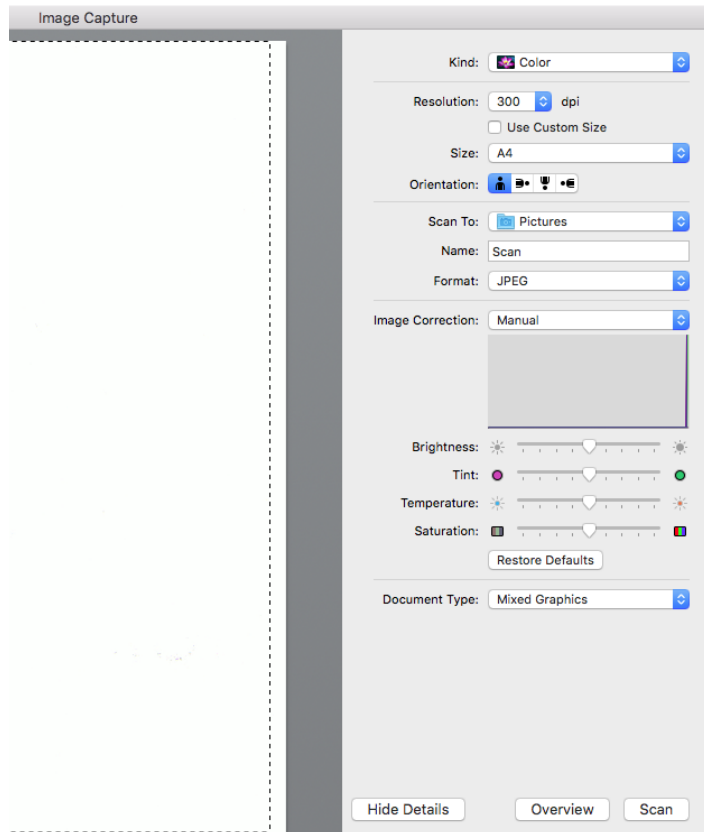 Image Capture
Kind: Color
Resolution: 300 dpi
Use Custom Size
Size: A4
Orientation:
Scan To: Pictures
Name: Scan
Format: JPEG
Image Correction: Manual
Brightness:
Tint:
Temperature:
Saturation:
Restore Defaults
Document Type: Mixed Graphics
Hide Details Overview Scan